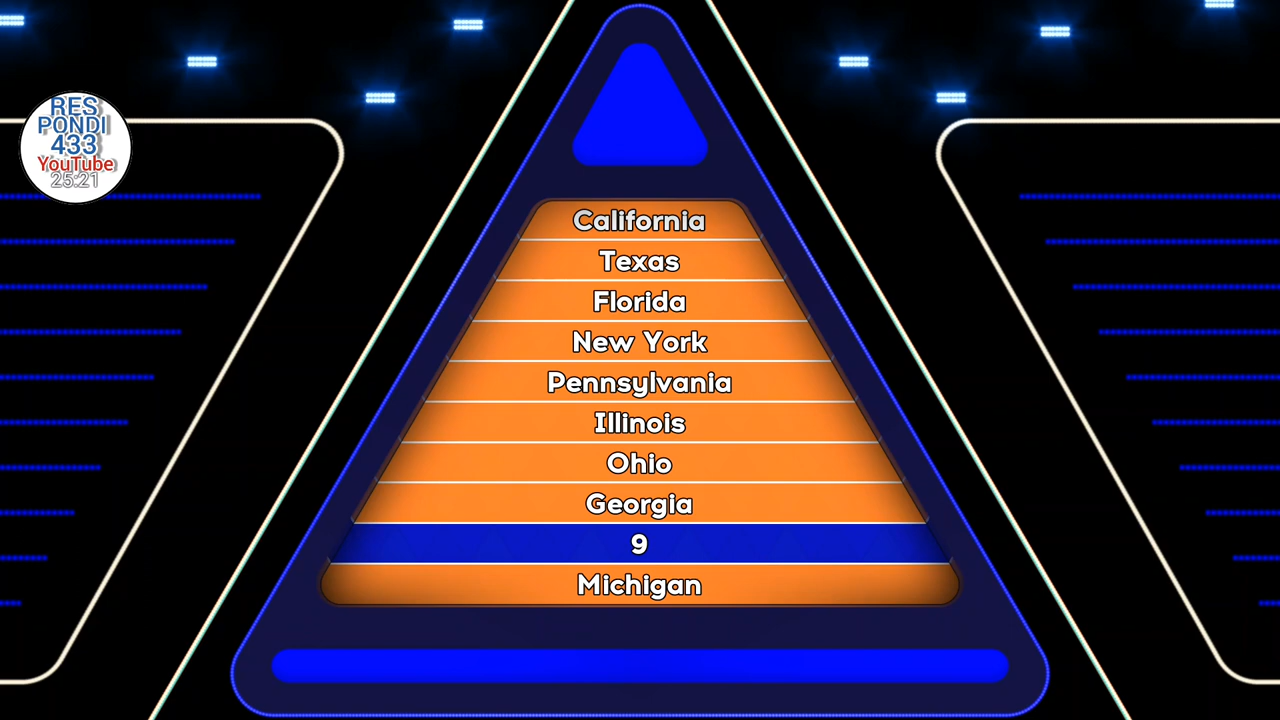 RES
PONDI
433
YouTube
25:21
California
Texas
Florida
New York
Pennsylvania
Illinois
Ohio
Georgia
9
Michigan